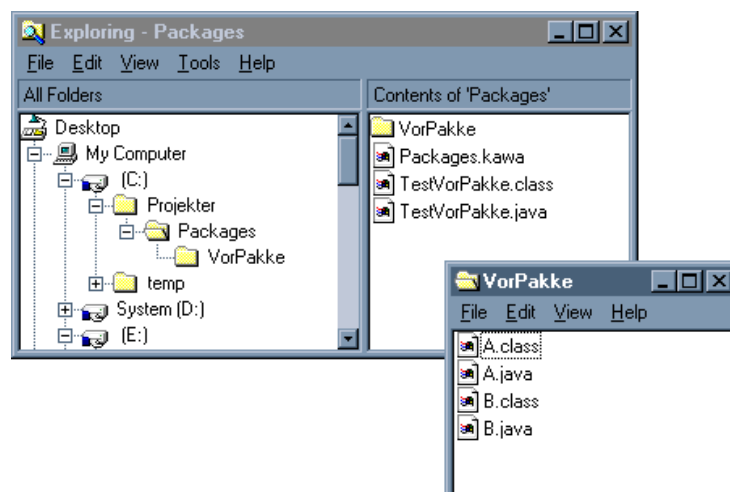 Exploring - Packages
File Edit View Tools Help
All Folders
Contents of 'Packages'
Desktop
My Computer
(C:)
Projekter
Packages
VorPakke
temp
System (D:)
(E:)
VorPakke
Packages.kawa
TestVorPakke.class
TestVorPakke.java
VorPakke
File Edit View Help
A.class
A.java
B.class
B.java